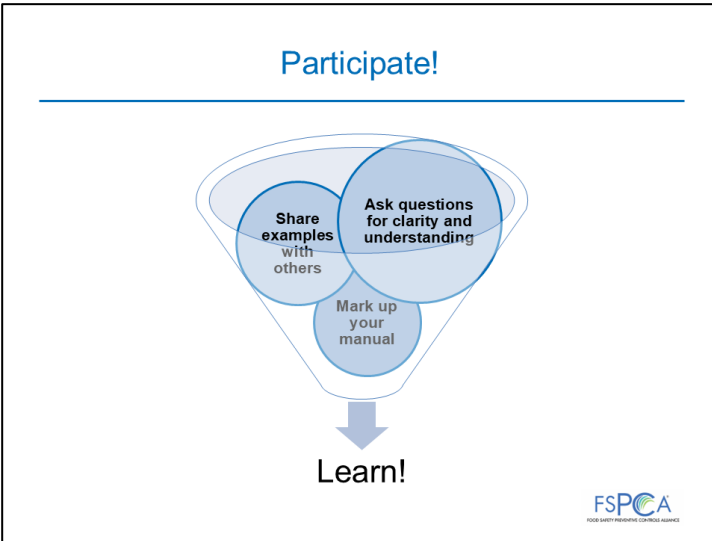 Participate!
Share
examples
with
others
Ask questions
for clarity and
understanding
Mark up
your
manual
Learn!
FSPCA
FOOD SAFETY PREVENTIVE CONTROLS ALLIANCE